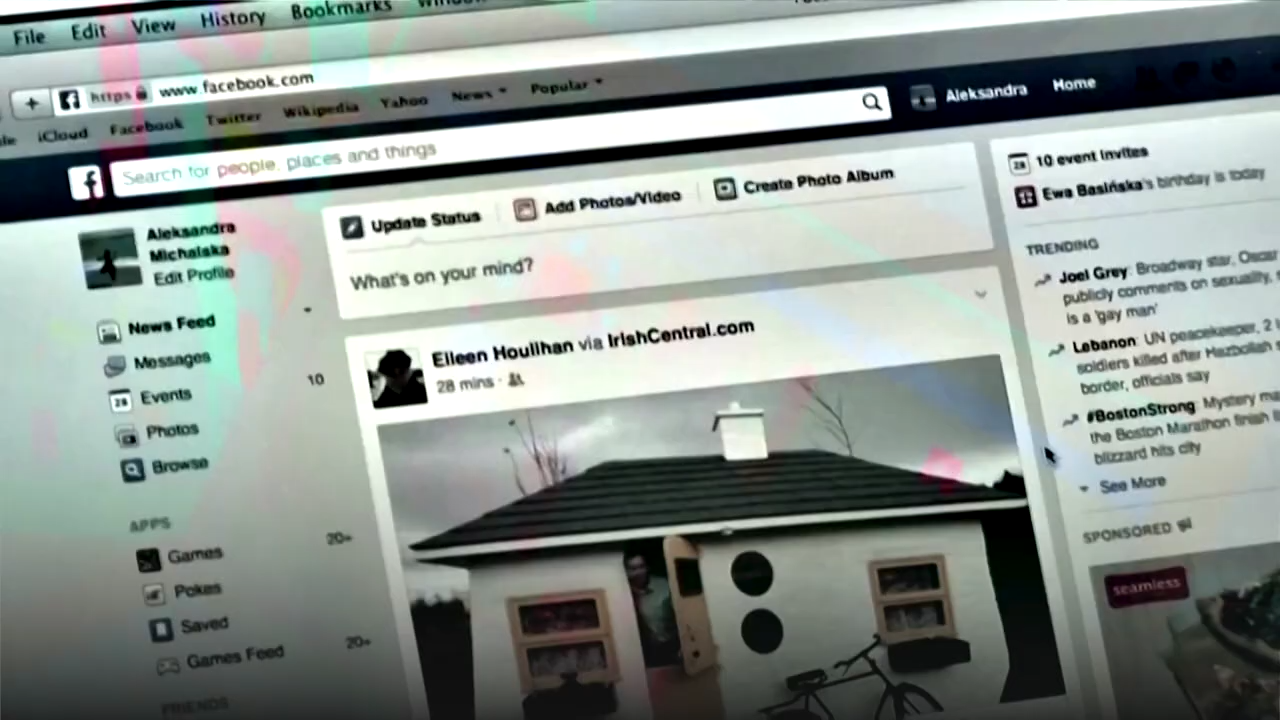 File Edit View History Bookmarks
+ https www.facebook.com
iCloud Facebook Twitter Wikipedia Yahoo News Popular
f Search for people, places and things
Aleksandra Home
Aleksandra
Michalska
Edit Profile
News Feed
Messages
Events 10
Photos
Browse
APPS
Games 20+
Pokes
Saved
Games Feed 20+
FRIENDS
Update Status Add Photos/Video Create Photo Album
What's on your mind?
Eileen Houlihan via IrishCentral.com
28 mins
10 event invites
Ewa Basińska's birthday is today
TRENDING
Joel Grey: Broadway star, Oscar
publicly comments on sexuality,
is a 'gay man'
Lebanon: UN peacekeeper, 2
soldiers killed after Hezbollah
border, officials say
#BostonStrong: Mystery
the Boston Marathon finish
blizzard hits city
See More
SPONSORED
seamless